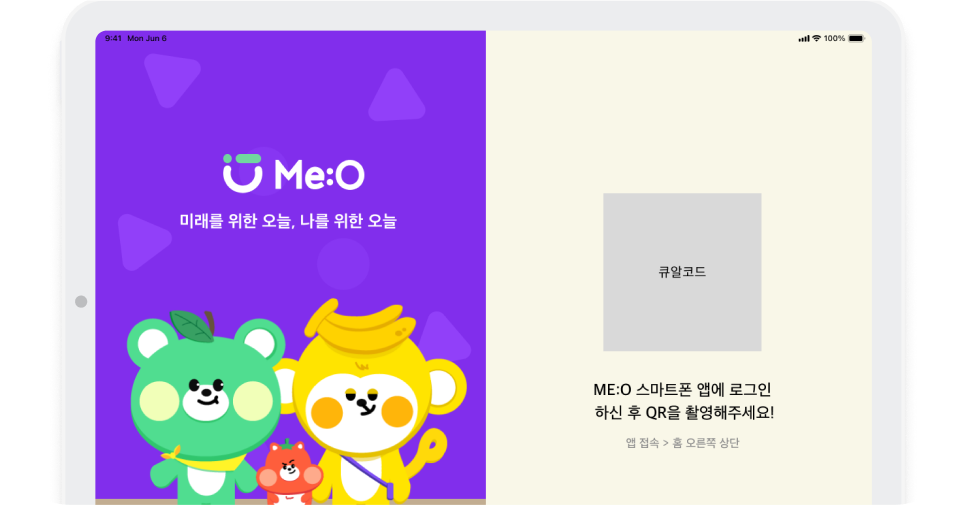 9:41 Mon Jun 6
100%
Me:O
미래를 위한 오늘, 나를 위한 오늘
큐알코드
ME:O 스마트폰 앱에 로그인
하신 후 QR을 촬영해주세요!
앱 접속 > 홈 오른쪽 상단